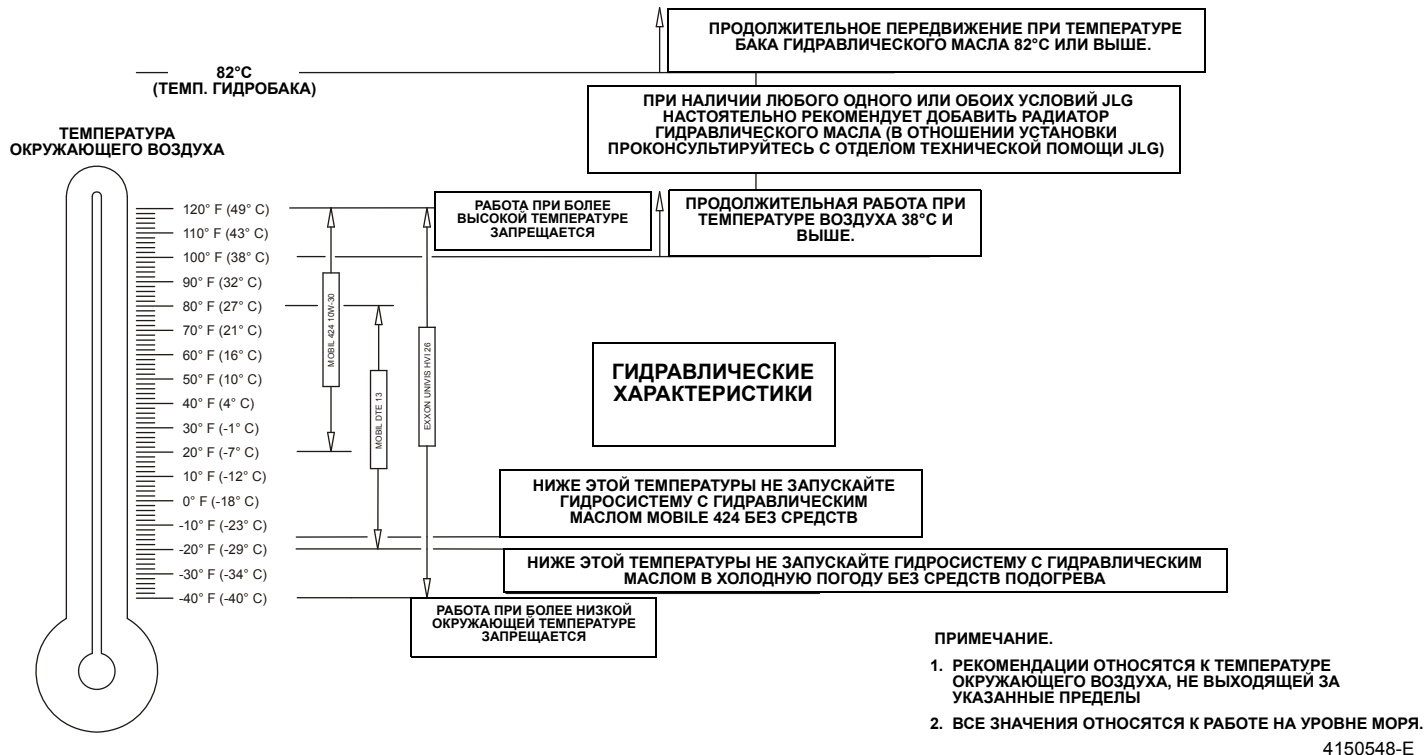 ПРОДОЛЖИТЕЛЬНОЕ ПЕРЕДВИЖЕНИЕ ПРИ ТЕМПЕРАТУРЕ
БАКА ГИДРАВЛИЧЕСКОГО МАСЛА 82°C ИЛИ ВЫШЕ.
82°C
(ТЕМП. ГИДРОБАКА)
ПРИ НАЛИЧИИ ЛЮБОГО ОДНОГО ИЛИ ОБОИХ УСЛОВИЙ JLG
НАСТОЯТЕЛЬНО РЕКОМЕНДУЕТ ДОБАВИТЬ РАДИАТОР
ГИДРАВЛИЧЕСКОГО МАСЛА (В ОТНОШЕНИИ УСТАНОВКИ
ПРОКОНСУЛЬТИРУЙТЕСЬ С ОТДЕЛОМ ТЕХНИЧЕСКОЙ ПОМОЩИ JLG)
ТЕМПЕРАТУРА
ОКРУЖАЮЩЕГО ВОЗДУХА
РАБОТА ПРИ БОЛЕЕ
ВЫСОКОЙ ТЕМПЕРАТУРЕ
ЗАПРЕЩАЕТСЯ
ПРОДОЛЖИТЕЛЬНАЯ РАБОТА ПРИ
ТЕМПЕРАТУРЕ ВОЗДУХА 38°C И
ВЫШЕ.
120° F (49° C)
110° F (43° C)
100° F (38° C)
90° F (32° C)
80° F (27° C)
70° F (21° C)
60° F (16° C)
50° F (10° C)
40° F (4° C)
30° F (-1° C)
20° F (-7° C)
10° F (-12° C)
0° F (-18° C)
-10° F (-23° C)
-20° F (-29° C)
-30° F (-34° C)
-40° F (-40° C)
MOBIL 424 10W-30
MOBIL DTE 13
EXXON UNIVIS HVI 26
ГИДРАВЛИЧЕСКИЕ
ХАРАКТЕРИСТИКИ
НИЖЕ ЭТОЙ ТЕМПЕРАТУРЫ НЕ ЗАПУСКАЙТЕ
ГИДРОСИСТЕМУ С ГИДРАВЛИЧЕСКИМ
МАСЛОМ MOBILE 424 БЕЗ СРЕДСТВ
НИЖЕ ЭТОЙ ТЕМПЕРАТУРЫ НЕ ЗАПУСКАЙТЕ ГИДРОСИСТЕМУ С ГИДРАВЛИЧЕСКИМ
МАСЛОМ В ХОЛОДНУЮ ПОГОДУ БЕЗ СРЕДСТВ ПОДОГРЕВА
РАБОТА ПРИ БОЛЕЕ НИЗКОЙ
ОКРУЖАЮЩЕЙ ТЕМПЕРАТУРЕ
ЗАПРЕЩАЕТСЯ
ПРИМЕЧАНИЕ.
1. РЕКОМЕНДАЦИИ ОТНОСЯТСЯ К ТЕМПЕРАТУРЕ
ОКРУЖАЮЩЕГО ВОЗДУХА, НЕ ВЫХОДЯЩЕЙ ЗА
УКАЗАННЫЕ ПРЕДЕЛЫ
2. ВСЕ ЗНАЧЕНИЯ ОТНОСЯТСЯ К РАБОТЕ НА УРОВНЕ МОРЯ.
4150548-E